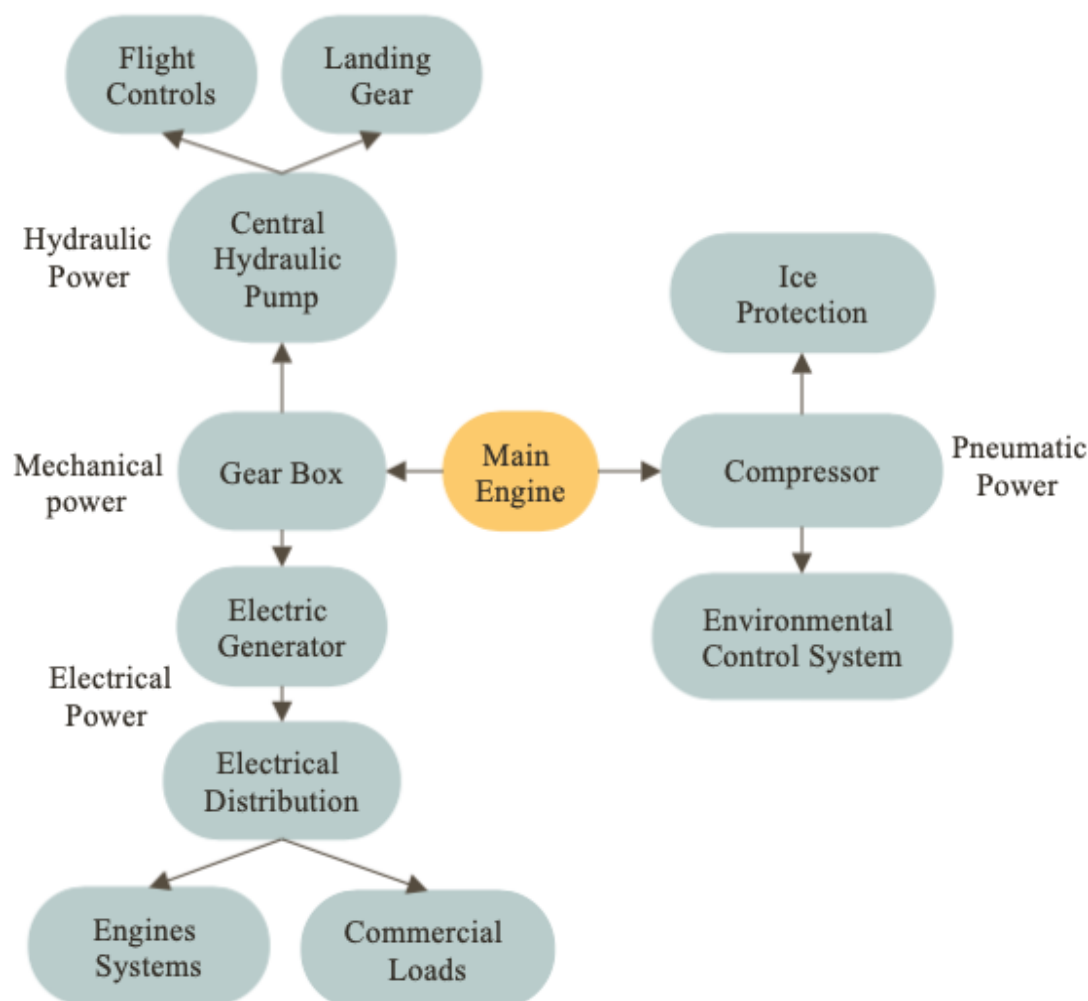 Flight
Controls
Landing
Gear
Hydraulic
Power
Central
Hydraulic
Pump
Ice
Protection
Mechanical
power
Gear Box
Main
Engine
Compressor
Pneumatic
Power
Electric
Generator
Environmental
Control System
Electrical
Power
Electrical
Distribution
Engines
Systems
Commercial
Loads